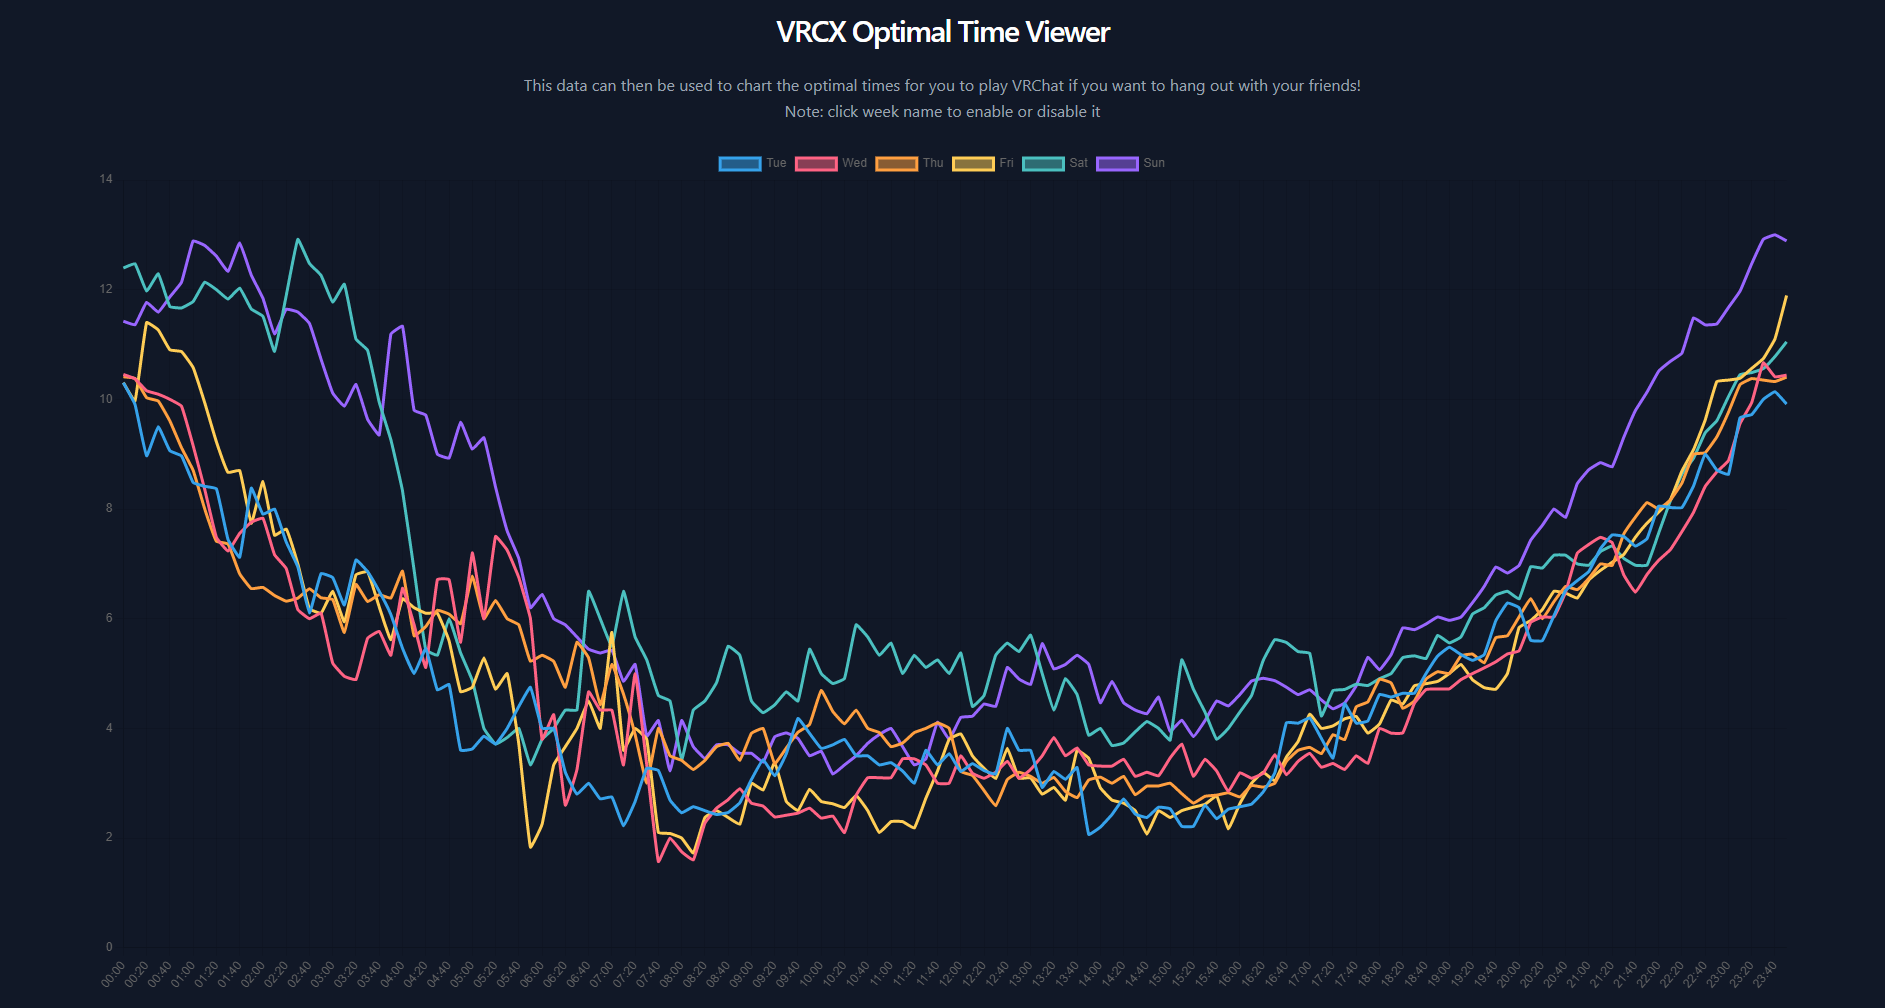 VRCX Optimal Time Viewer
This data can then be used to chart the optimal times for you to play VRChat if you want to hang out with your friends!
Note: click week name to enable or disable it
Tue Wed Thu Fri Sat Sun
14
12
10
8
6
4
2
0
00:00 00:20 00:40 01:00 01:20 01:40 02:00 02:20 02:40 03:00 03:20 03:40 04:00 04:20 04:40 05:00 05:20 05:40 06:00 06:20 06:40 07:00 07:20 07:40 08:00 08:20 08:40 09:00 09:20 09:40 10:00 10:20 10:40 11:00 11:20 11:40 12:00 12:20 12:40 13:00 13:20 13:40 14:00 14:20 14:40 15:00 15:20 15:40 16:00 16:20 16:40 17:00 17:20 17:40 18:00 18:20 18:40 19:00 19:20 19:40 20:00 20:20 20:40 21:00 21:20 21:40 22:00 22:20 22:40 23:00 23:20 23:40